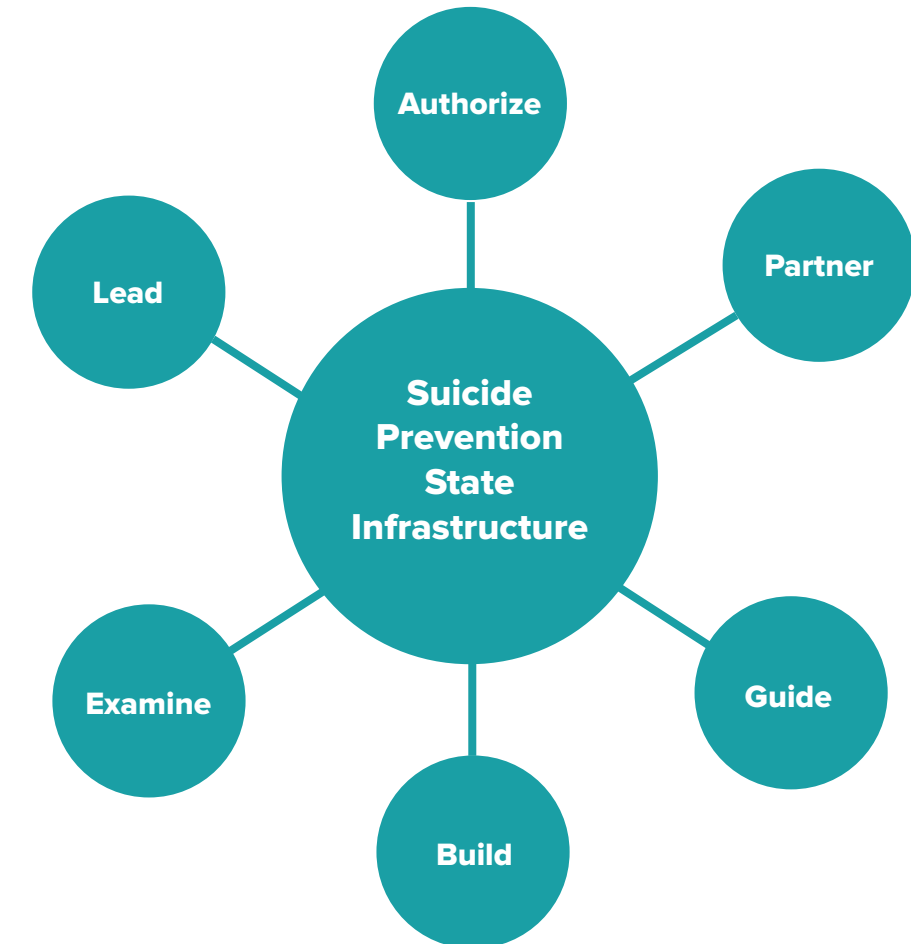 Authorize
Partner
Lead
Suicide
Prevention
State
Infrastructure
Guide
Examine
Build